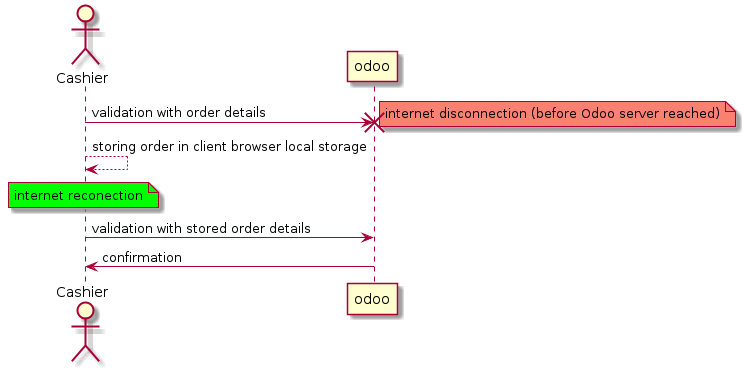 Cashier
odoo
validation with order details
internet disconnection (before Odoo server reached)
storing order in client browser local storage
internet reconection
validation with stored order details
confirmation
Cashier
odoo